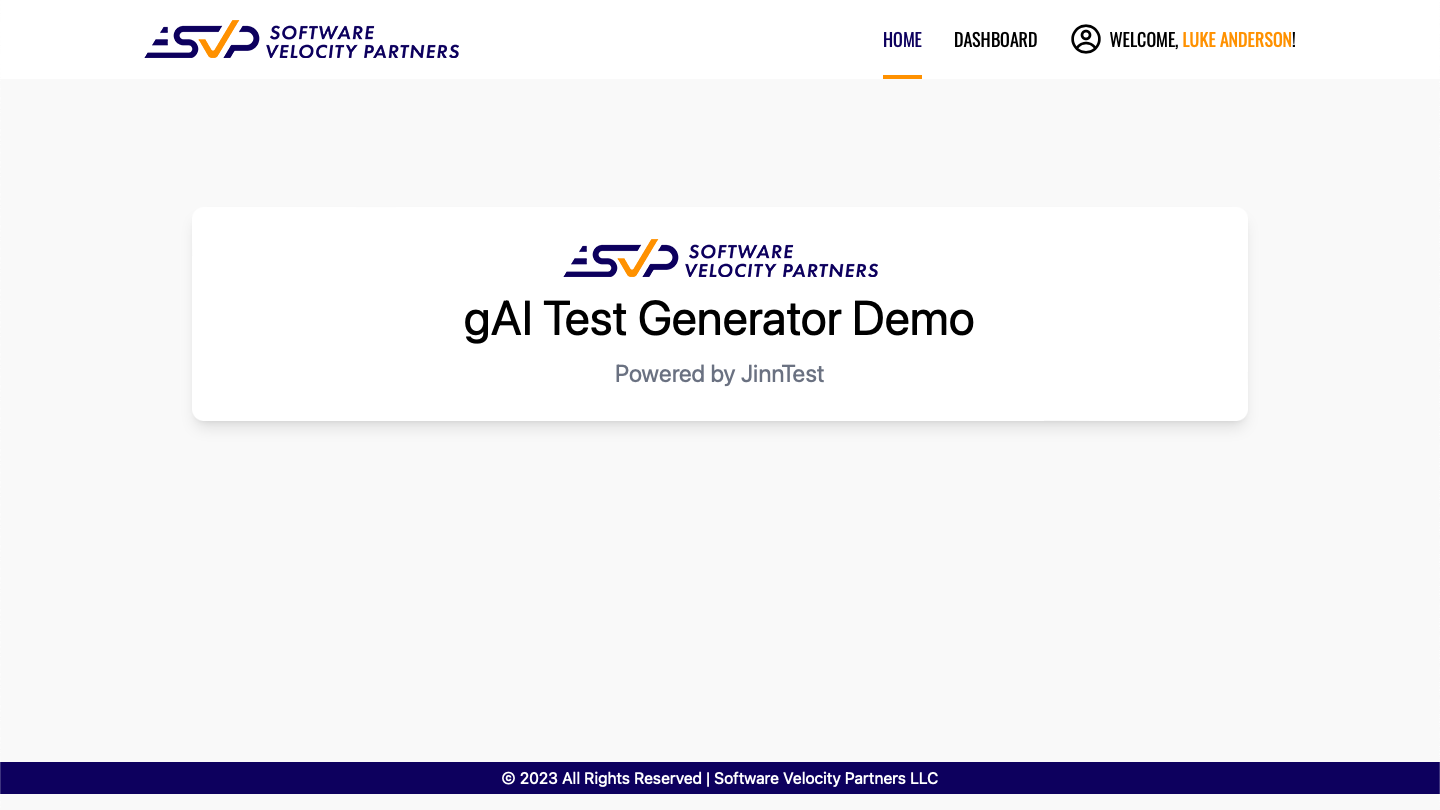 SOFTWARE
VELOCITY PARTNERS
HOME
DASHBOARD
WELCOME, LUKE ANDERSON!
SVP
SOFTWARE
VELOCITY PARTNERS
gAI Test Generator Demo
Powered by JinnTest
© 2023 All Rights Reserved | Software Velocity Partners LLC